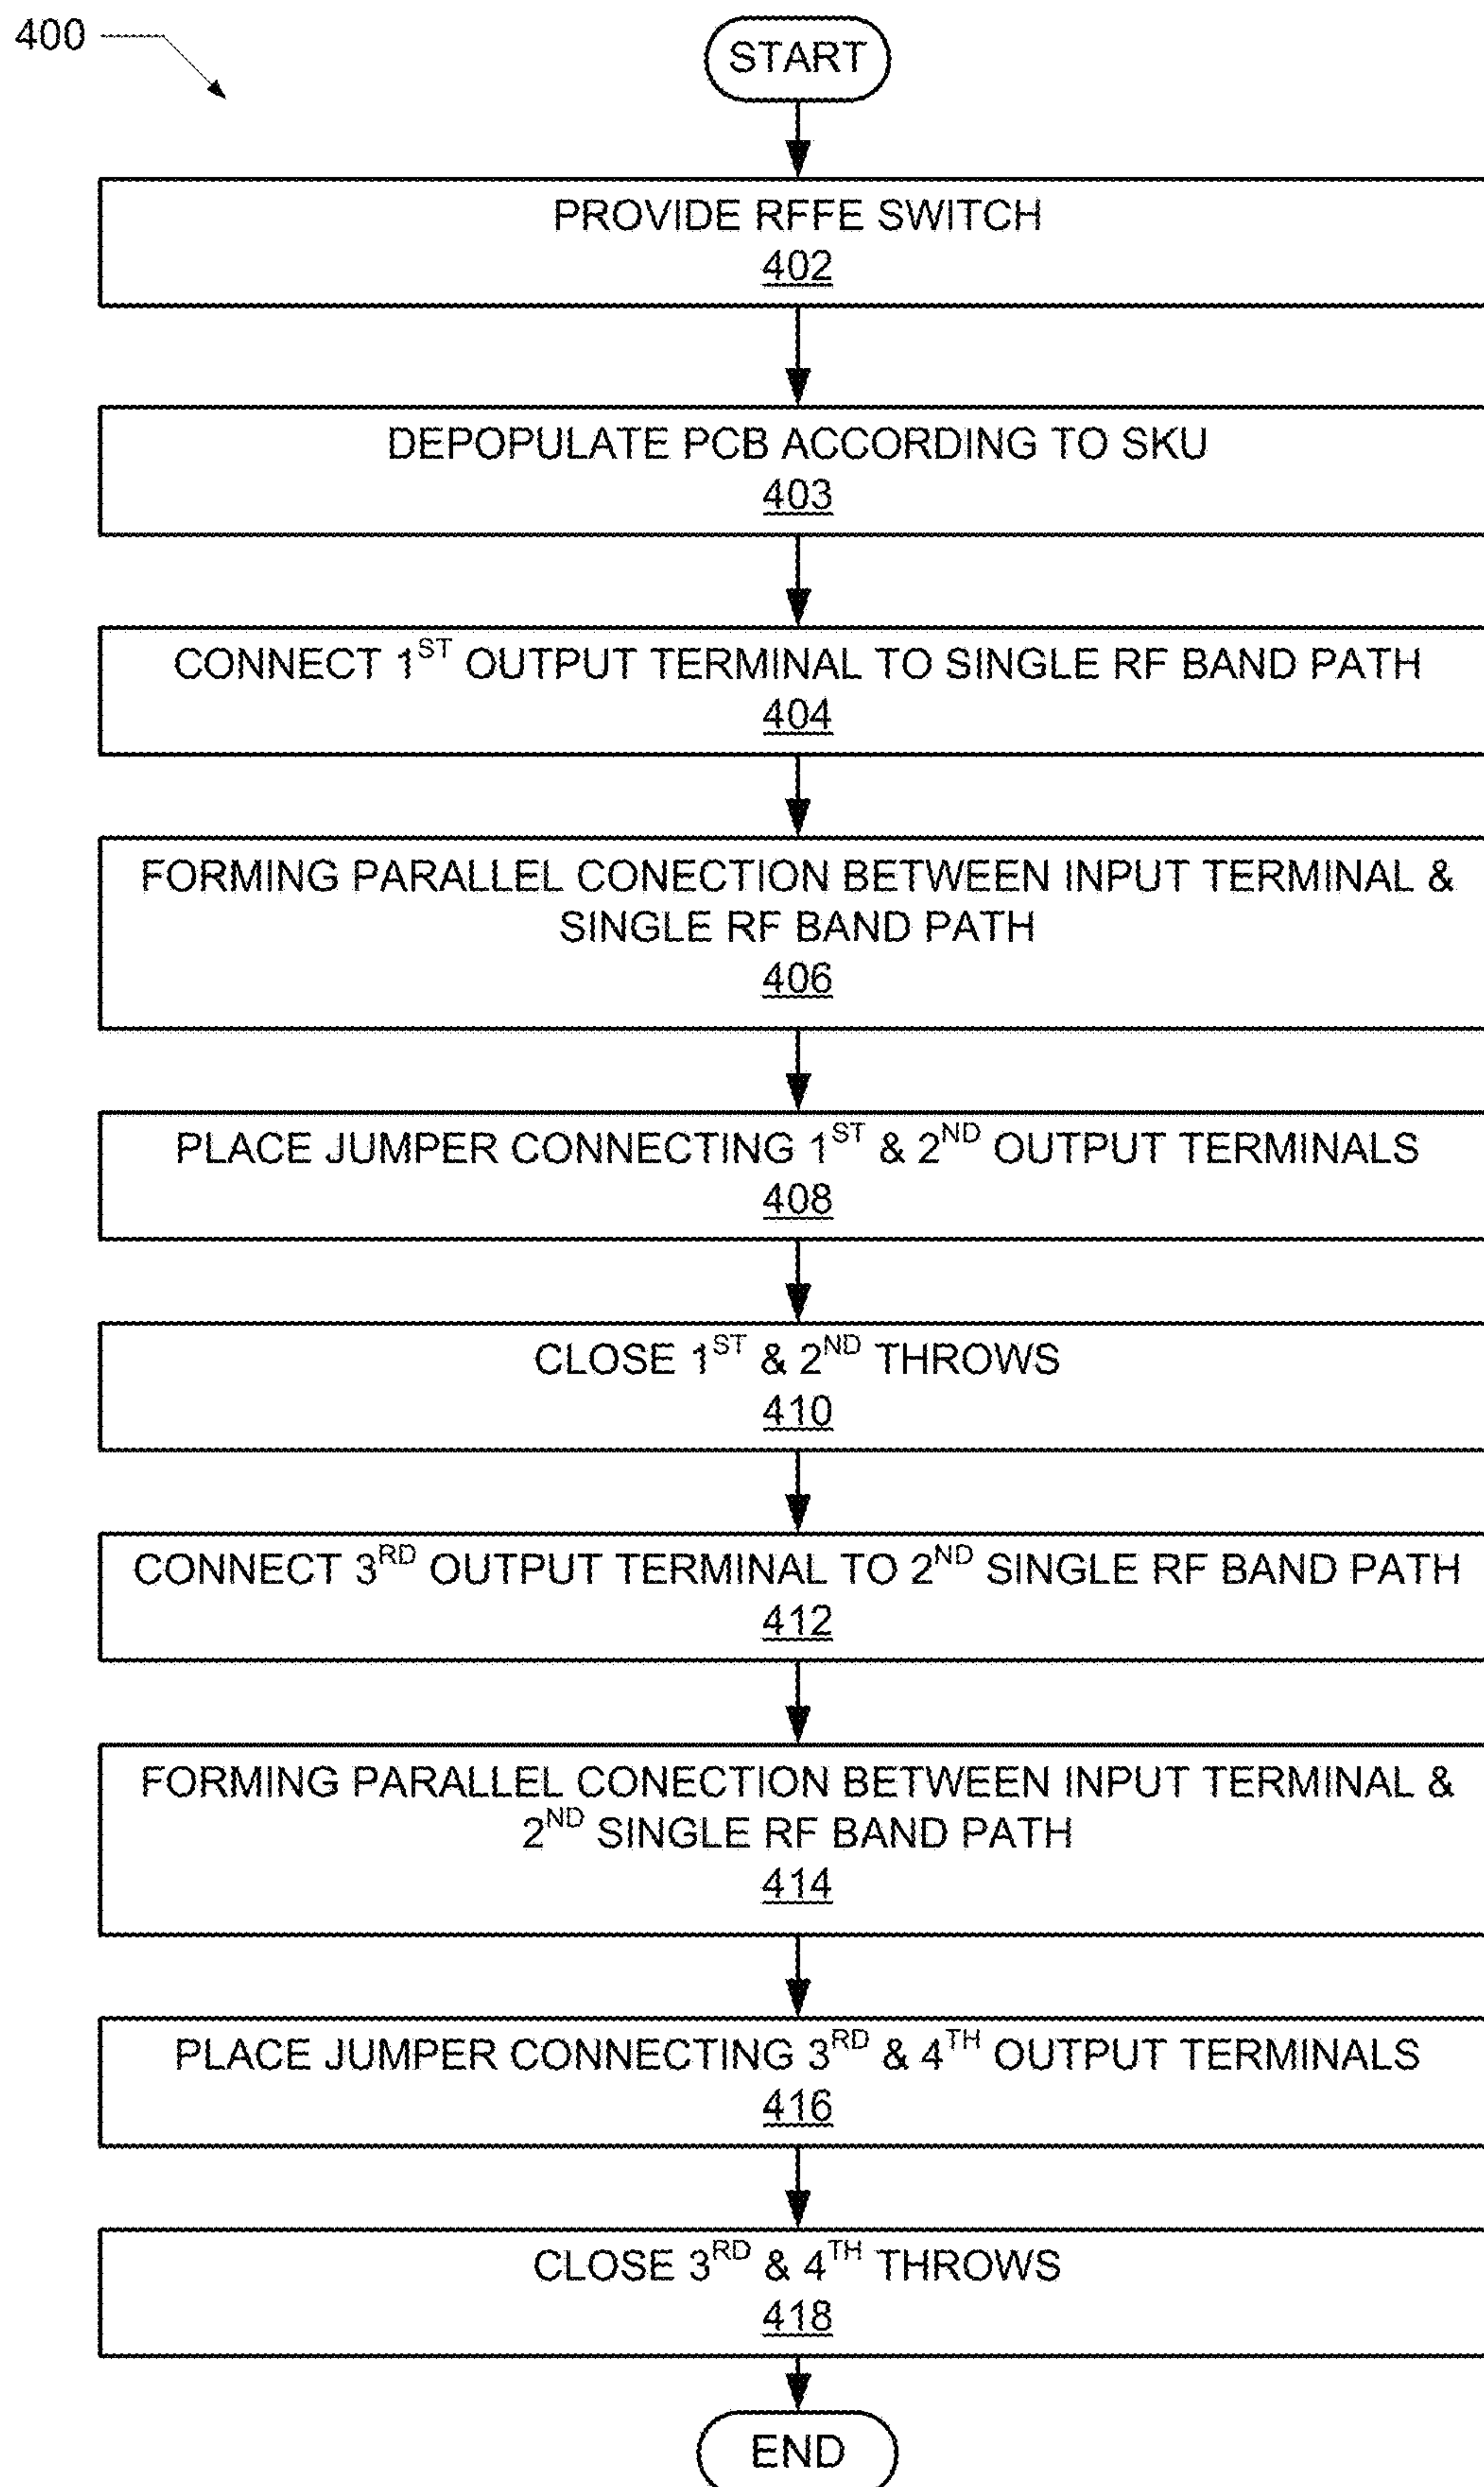 400
START
PROVIDE RFFE SWITCH
402
DEPOPULATE PCB ACCORDING TO SKU
403
CONNECT 1ST OUTPUT TERMINAL TO SINGLE RF BAND PATH
404
FORMING PARALLEL CONECTION BETWEEN INPUT TERMINAL &
SINGLE RF BAND PATH
406
PLACE JUMPER CONNECTING 1ST & 2ND OUTPUT TERMINALS
408
CLOSE 1ST & 2ND THROWS
410
CONNECT 3RD OUTPUT TERMINAL TO 2ND SINGLE RF BAND PATH
412
FORMING PARALLEL CONECTION BETWEEN INPUT TERMINAL &
2ND SINGLE RF BAND PATH
414
PLACE JUMPER CONNECTING 3RD & 4TH OUTPUT TERMINALS
416
CLOSE 3RD & 4TH THROWS
418
END